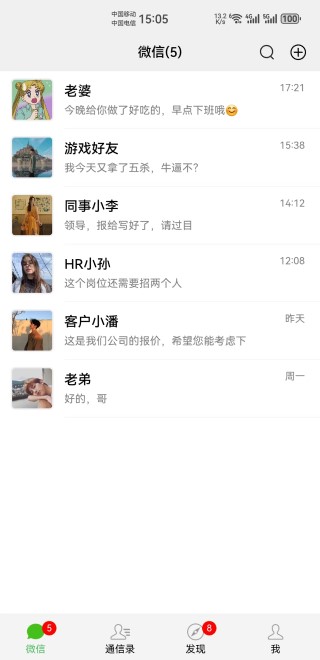 中国移动
中国电信
15:05
13.2
K/s
6
4G
5G
100
微信(5)
老婆
17:21
今晚给你做了好吃的，早点下班哦😊
游戏好友
15:38
我今天又拿了五杀，牛逼不？
同事小李
14:12
领导，报给写好了，请过目
HR小孙
12:08
这个岗位还需要招两个人
客户小潘
昨天
这是我们公司的报价，希望您能考虑下
老弟
周一
好的，哥
5
8
微信
通信录
发现
我